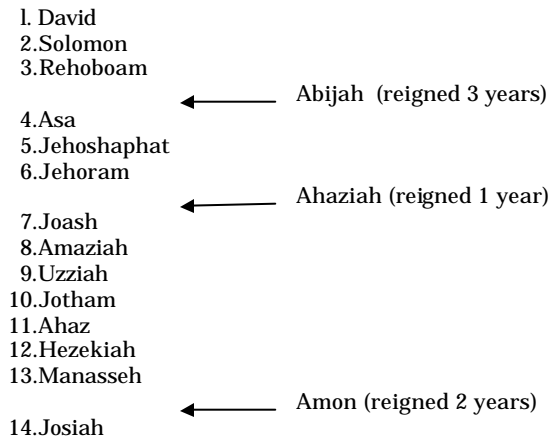 l. David
2.Solomon
3.Rehoboam
Abijah (reigned 3 years)
4.Asa
5.Jehoshaphat
6.Jehoram
Ahaziah (reigned 1 year)
7.Joash
8.Amaziah
9.Uzziah
10.Jotham
11.Ahaz
12.Hezekiah
13.Manasseh
Amon (reigned 2 years)
14.Josiah